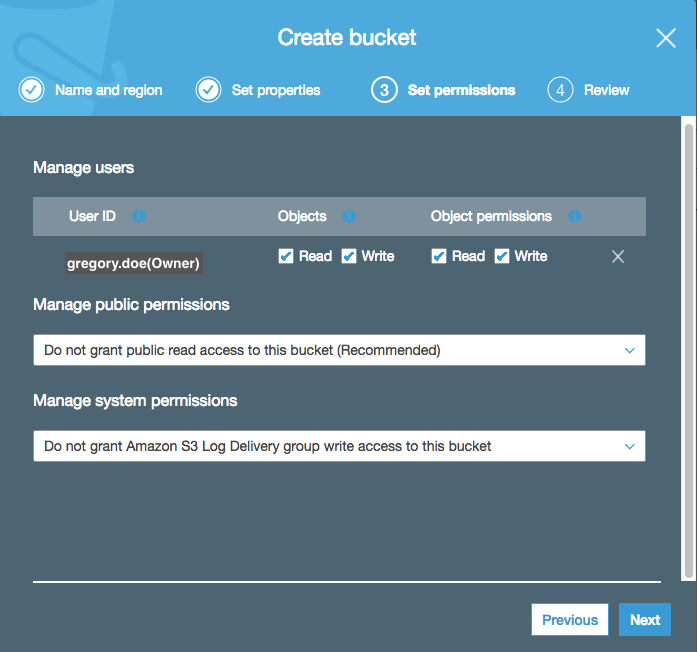 Create bucket
Name and region Set properties 3 Set permissions 4 Review
Manage users
User ID Objects Object permissions
gregory.doe(Owner) Read Write Read Write
Manage public permissions
Do not grant public read access to this bucket (Recommended)
Manage system permissions
Do not grant Amazon S3 Log Delivery group write access to this bucket
Previous Next